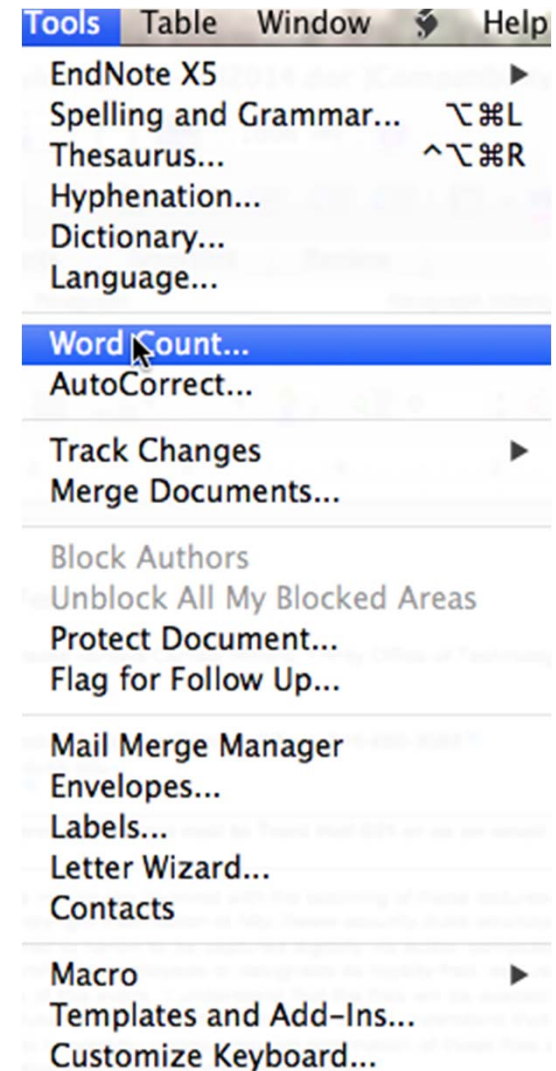 Tools Table Window Help
EndNote X5 ▶
Spelling and Grammar... ⌥⌘L
Thesaurus... ^⌥⌘R
Hyphenation...
Dictionary...
Language...
Word Count...
AutoCorrect...
Track Changes ▶
Merge Documents...
Block Authors
Unblock All My Blocked Areas
Protect Document...
Flag for Follow Up...
Mail Merge Manager
Envelopes...
Labels...
Letter Wizard...
Contacts
Macro ▶
Templates and Add-Ins...
Customize Keyboard...